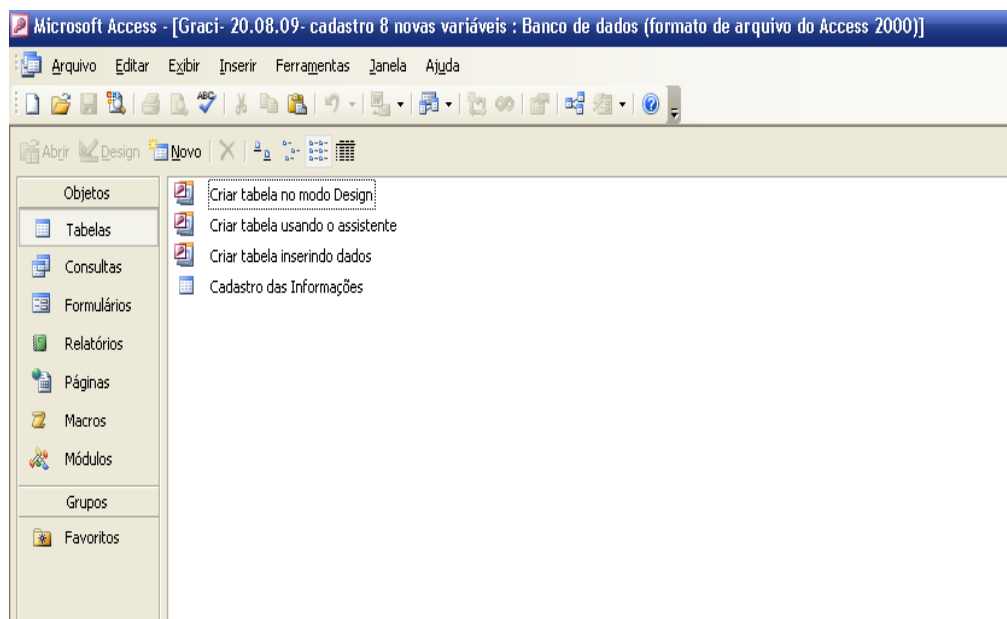 Microsoft Access - [Graci- 20.08.09- cadastro 8 novas variáveis : Banco de dados (formato de arquivo do Access 2000)]
Arquivo Editar Exibir Inserir Ferramentas Janela Ajuda
Abrir Design Novo
Objetos
Tabelas
Consultas
Formulários
Relatórios
Páginas
Macros
Módulos
Grupos
Favoritos
Criar tabela no modo Design
Criar tabela usando o assistente
Criar tabela inserindo dados
Cadastro das Informações